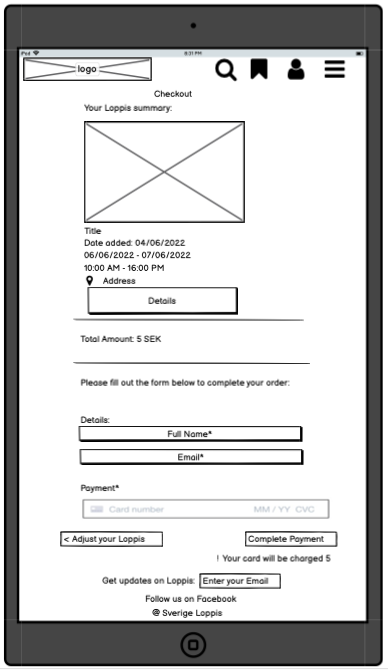 iPad
9:31 PM
logo
Checkout
Your Loppis summary:
Title
Date added: 04/06/2022
06/06/2022 - 07/06/2022
10:00 AM - 16:00 PM
Address
Details
Total Amount: 5 SEK
Please fill out the form below to complete your order:
Details:
Full Name*
Email*
Payment*
Card number MM / YY CVC
< Adjust your Loppis Complete Payment
! Your card will be charged 5
Get updates on Loppis: Enter your Email
Follow us on Facebook
@ Sverige Loppis